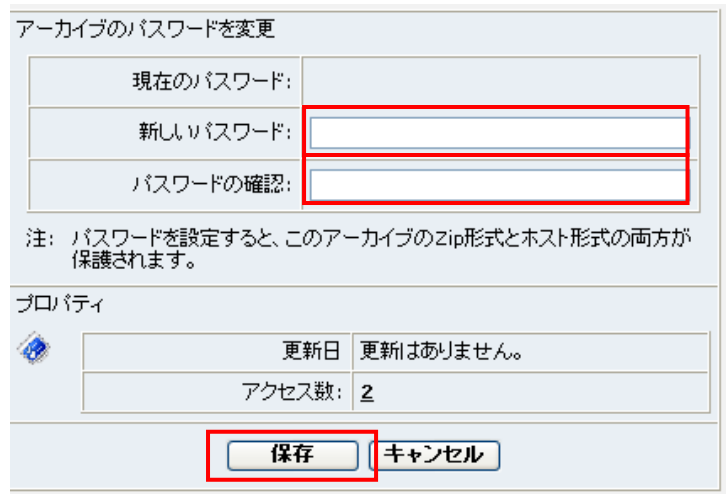 アーカイブのパスワードを変更
現在のパスワード:
新しいパスワード:
パスワードの確認:
注: パスワードを設定すると、このアーカイブのZip形式とホスト形式の両方が
保護されます。
プロパティ
更新日 更新はありません。
アクセス数: 2
保存 キャンセル